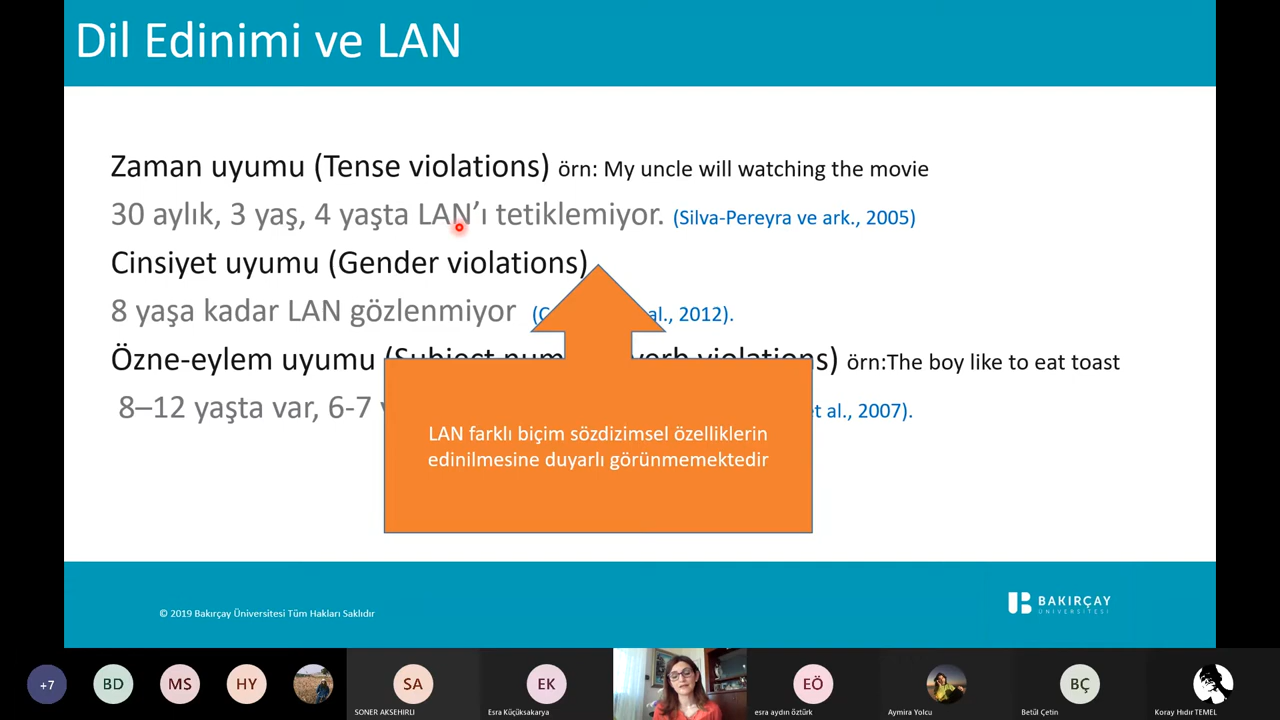 Dil Edinimi ve LAN
Zaman uyumu (Tense violations) örn: My uncle will watching the movie
30 aylık, 3 yaş, 4 yaşta LAN’ı tetiklemiyor. (Silva-Pereyra ve ark., 2005)
Cinsiyet uyumu (Gender violations)
8 yaşa kadar LAN gözlenmiyor al., 2012).
Özne-eylem uyumu (Subject verb violations) örn:The boy like to eat toast
8–12 yaşta var, 6-7 et al., 2007).
LAN farklı biçim sözdizimsel özelliklerin
edinilmesine duyarlı görünmemektedir
© 2019 Bakırçay Üniversitesi Tüm Hakları Saklıdır
BAKIRÇAY
ÜNİVERSİTESİ
+7 BD MS HY SA EK EÖ BÇ
SONER AKSEHIRLI Esra Küçüksakarya esra aydın öztürk Aymira Yolcu Betül Çetin Koray Hıdır TEMEL